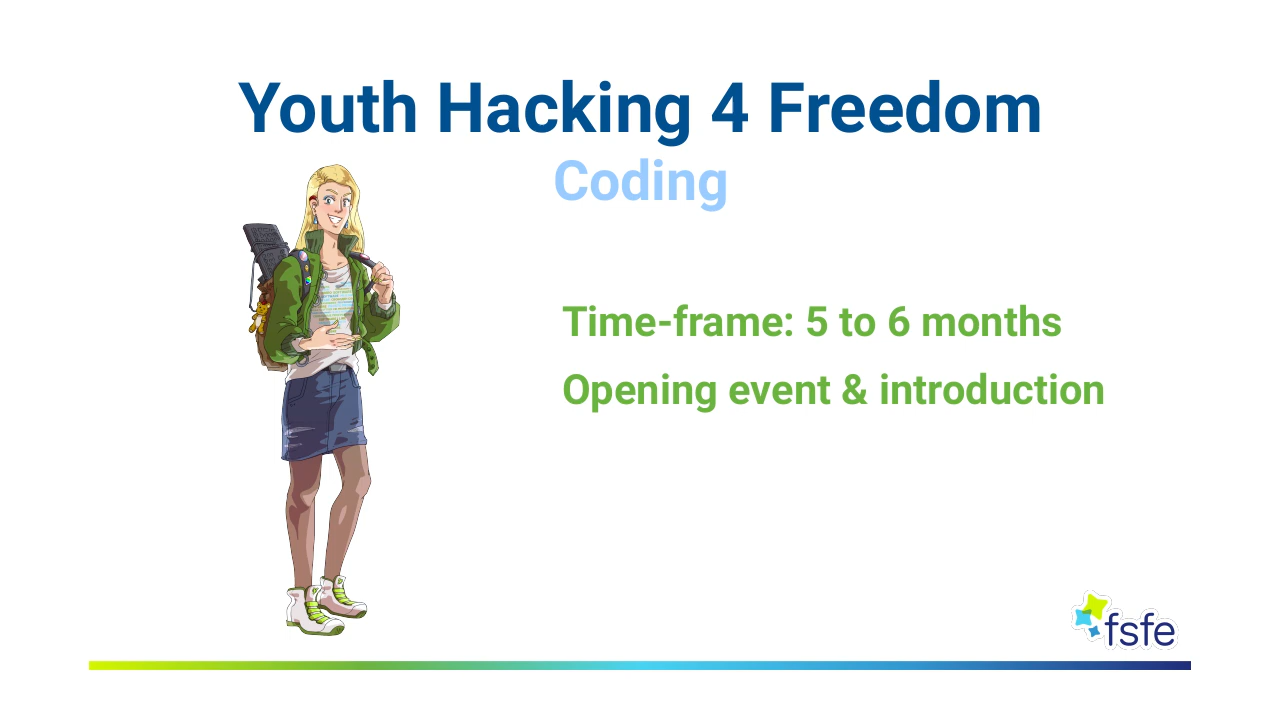 Youth Hacking 4 Freedom
Coding
Time-frame: 5 to 6 months
Opening event & introduction
fsfe